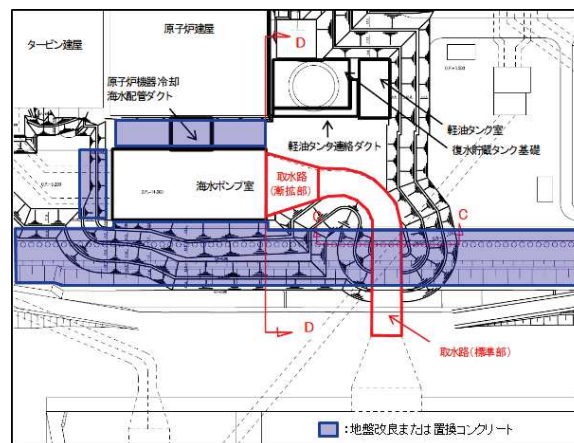 原子炉建屋
タービン建屋
D
原子炉機器冷却
海水配管ダクト
軽油タンク室
復水貯蔵タンク基礎
軽油タンク連絡ダクト
海水ポンプ室
取水路
(漸拡部)
C
C
D
取水路(標準部)
:地盤改良または置換コンクリート